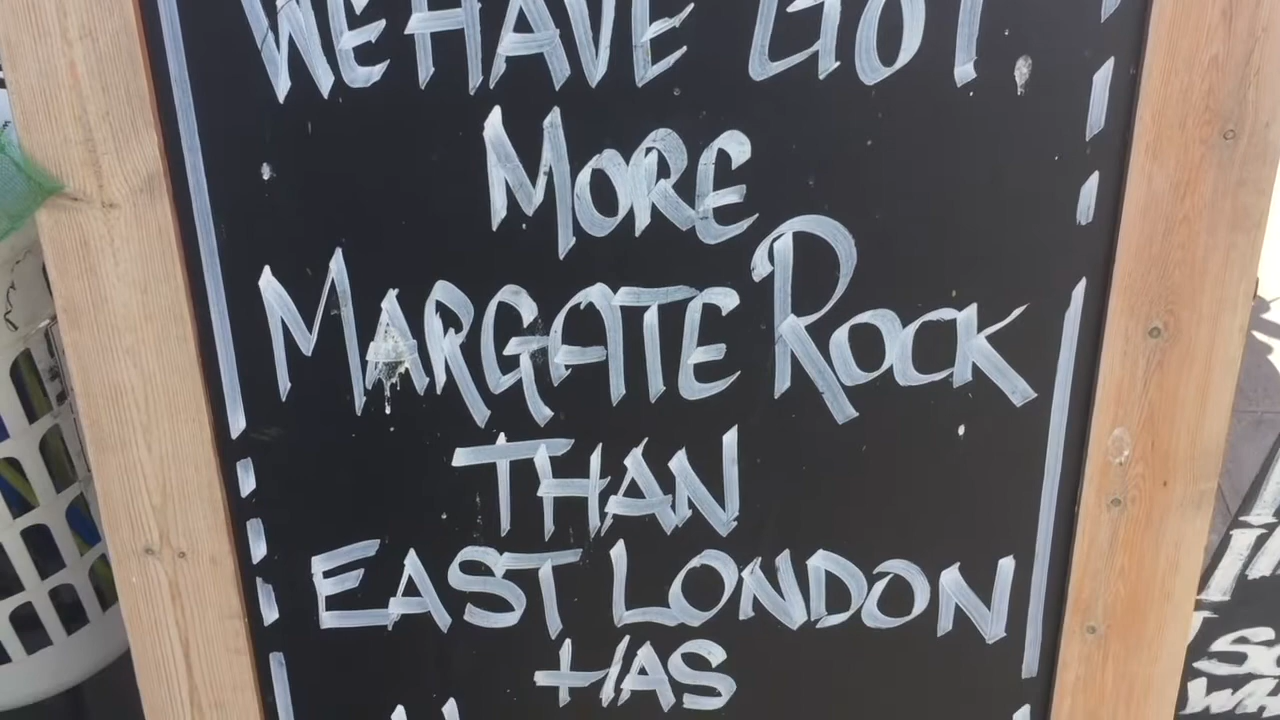 WE HAVE GOT
MORE
MARGATE ROCK
THAN
EAST LONDON
HAS